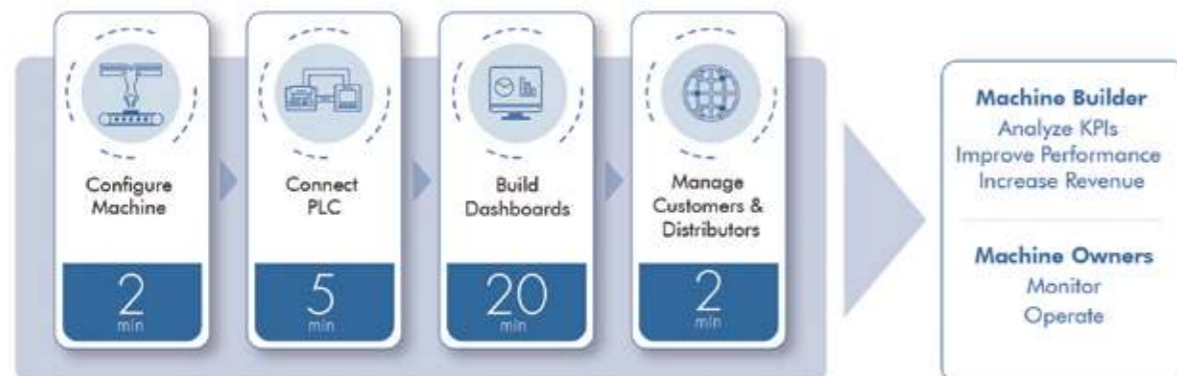 Configure
Machine
2
min
Connect
PLC
5
min
Build
Dashboards
20
min
Manage
Customers &
Distributors
2
min
Machine Builder
Analyze KPIs
Improve Performance
Increase Revenue
Machine Owners
Monitor
Operate